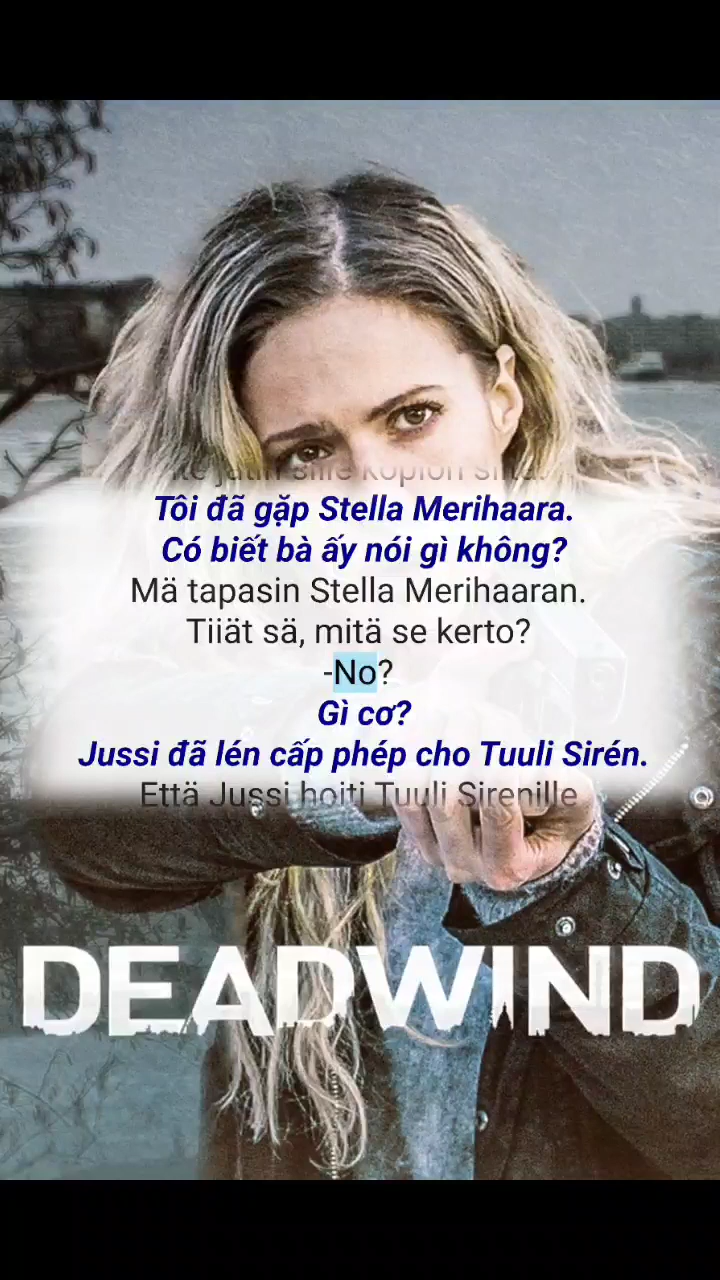 Tôi đã gặp Stella Merihaara.
Có biết bà ấy nói gì không?
Mä tapasin Stella Merihaaran.
Tiiät sä, mitä se kerto?
-No?
Gì cơ?
Jussi đã lén cấp phép cho Tuuli Sirén.
Että Jussi hoiti Tuuli Sirenille
DEADWIND